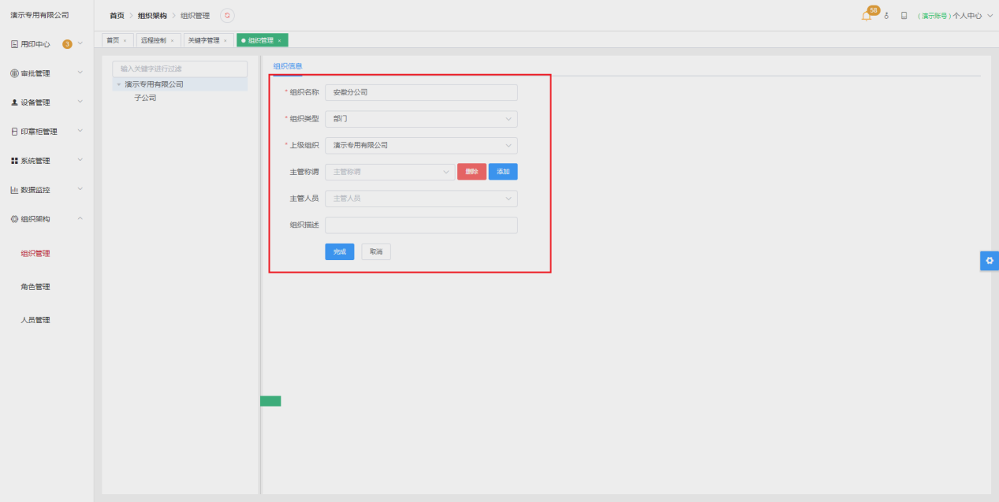 演示专用有限公司
首页 > 组织架构 > 组织管理
58
(演示账号)个人中心
首页 ×
远程控制 ×
关键字管理 ×
组织管理 ×
用印中心 3
审批管理
设备管理
印章柜管理
系统管理
数据监控
组织架构
组织管理
角色管理
人员管理
输入关键字进行过滤
演示专用有限公司
子公司
组织信息
* 组织名称 安徽分公司
* 组织类型 部门
* 上级组织 演示专用有限公司
主管称谓 主管称谓 删除 添加
主管人员 主管人员
组织描述
完成 取消